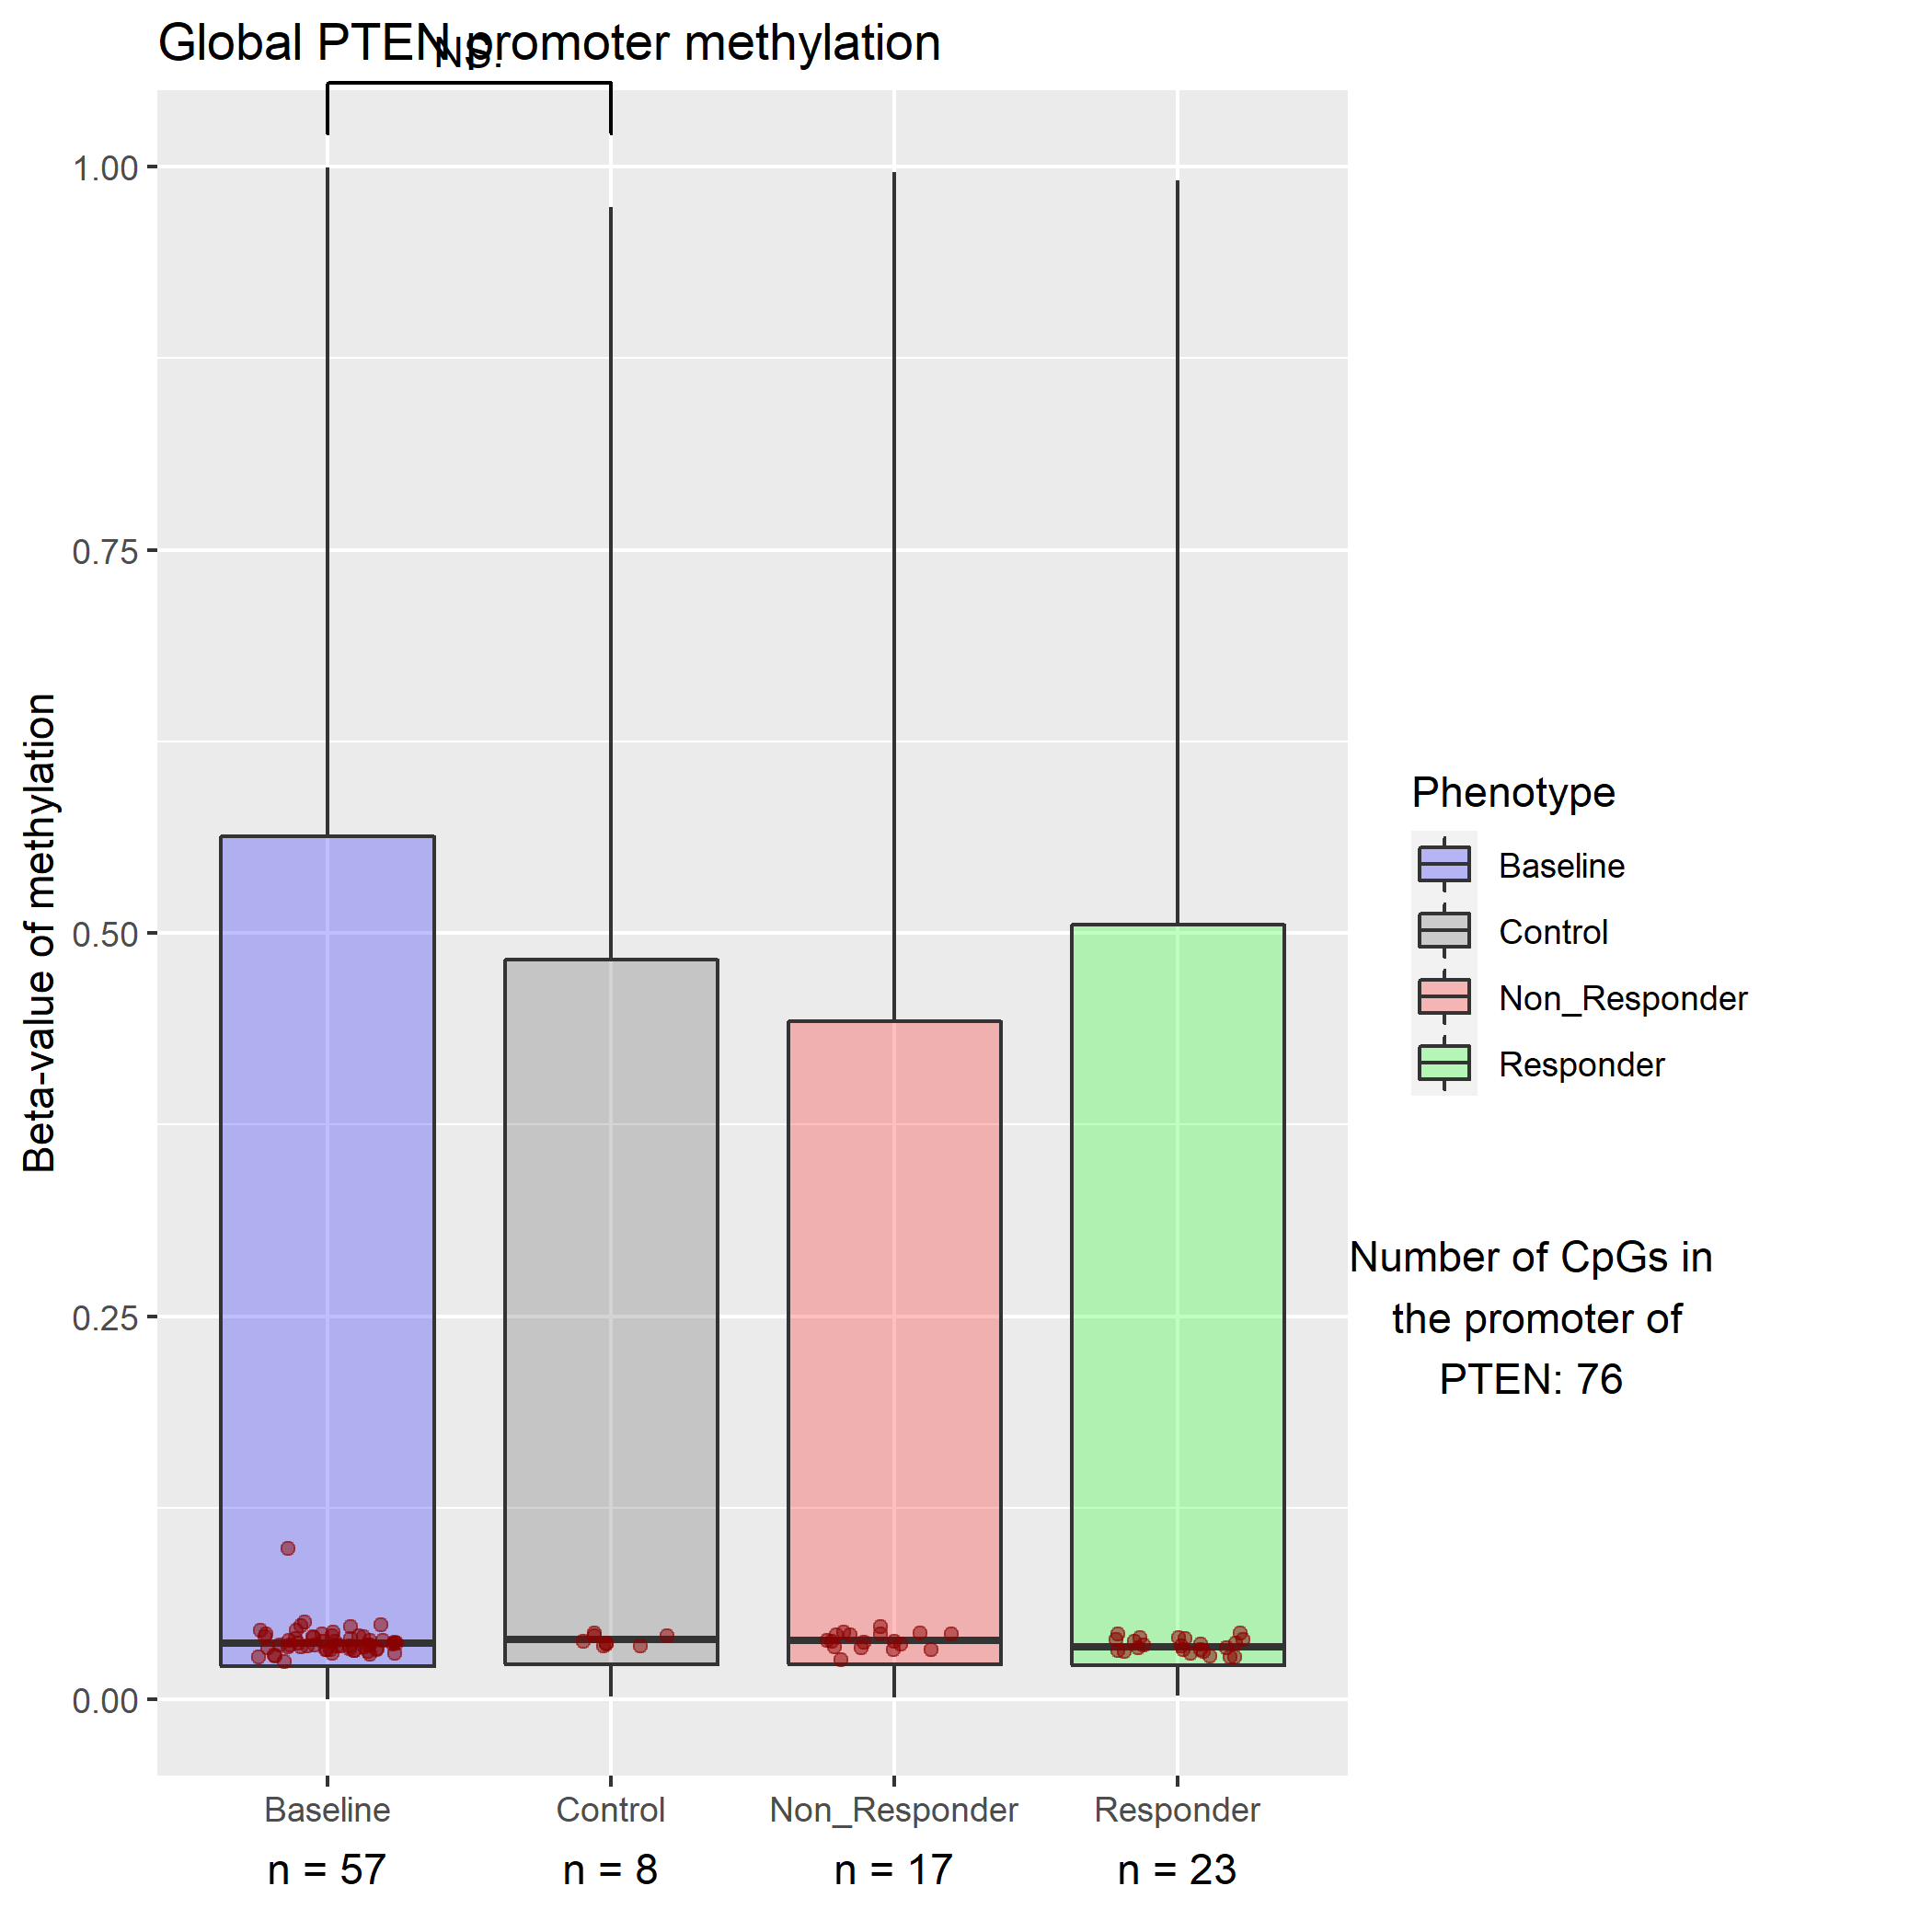 Global PTEN promoter methylation
NS.
1.00
0.75
0.50
0.25
0.00
Beta-value of methylation
Baseline
Control
Non_Responder
Responder
n = 57
n = 8
n = 17
n = 23
Phenotype
Baseline
Control
Non_Responder
Responder
Number of CpGs in
the promoter of
PTEN: 76